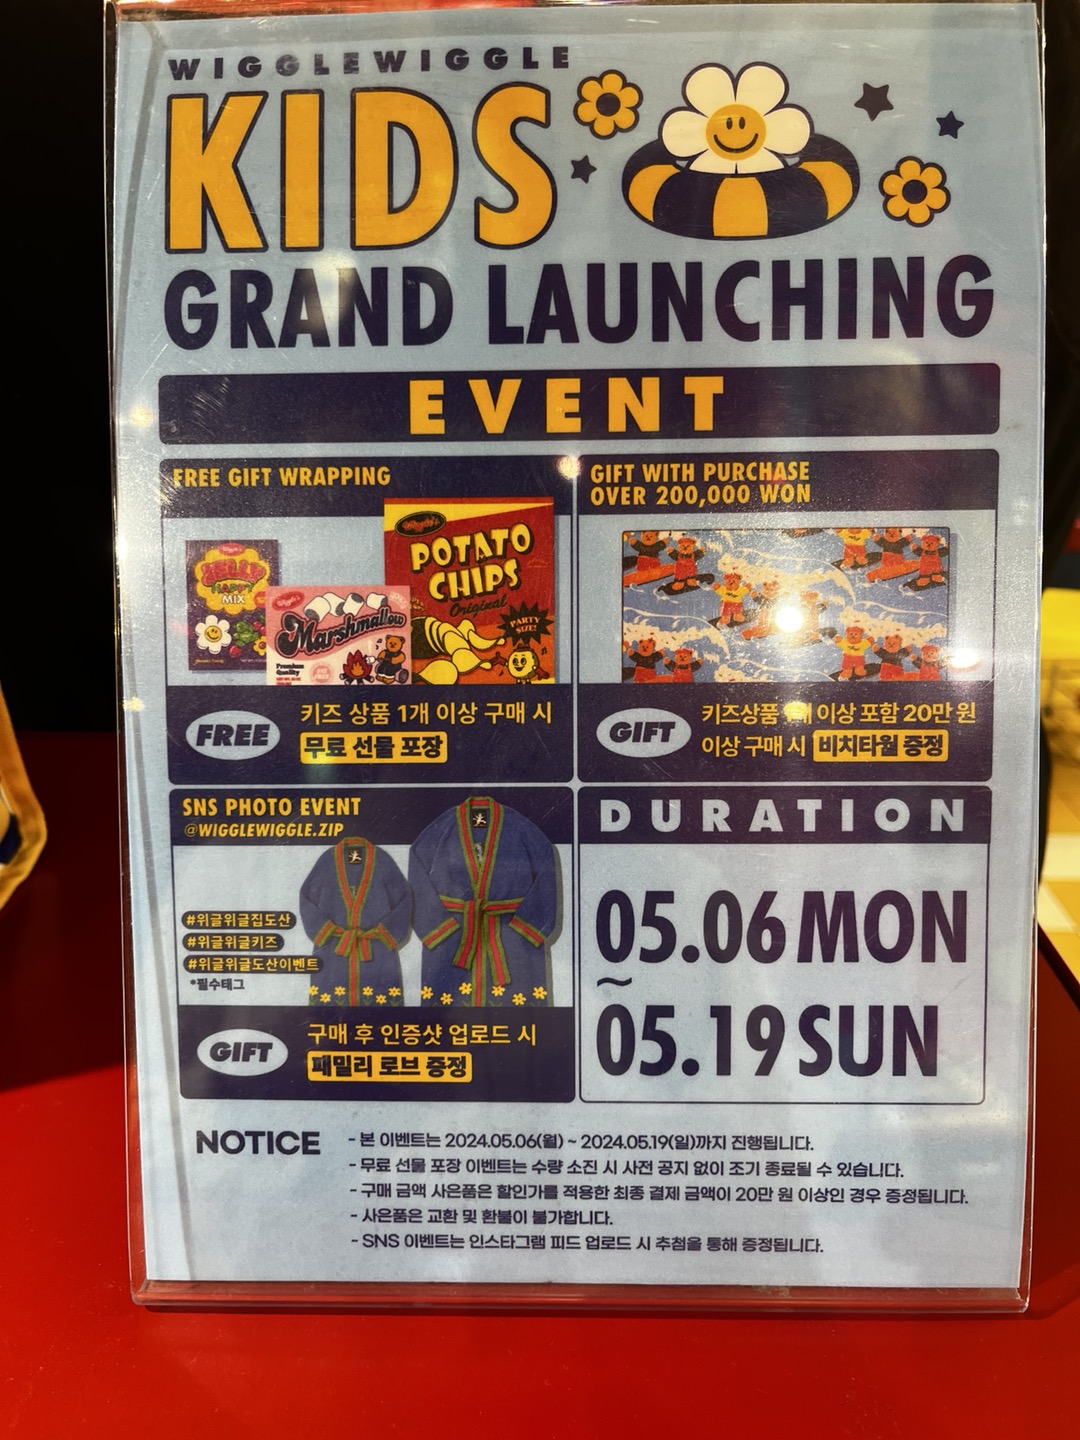 WIGGLEWIGGLE
KIDS
GRAND LAUNCHING
EVENT
FREE GIFT WRAPPING
HAPPY
MIX
Marshmallow
Premium
Quality
POTATO
CHIPS
Original
PARTY
SIZE!
FREE
키즈 상품 1개 이상 구매 시
무료 선물 포장
GIFT WITH PURCHASE
OVER 200,000 WON
GIFT
키즈상품 이상 포함 20만 원
이상 구매 시 비치타월 증정
SNS PHOTO EVENT
@WIGGLEWIGGLE.ZIP
#위글위글집도산
#위글위글키즈
#위글위글도산이벤트
*필수태그
GIFT
구매 후 인증샷 업로드 시
패밀리 로브 증정
DURATION
05.06 MON
~
05.19 SUN
NOTICE
- 본 이벤트는 2024.05.06(월) ~ 2024.05.19(일)까지 진행됩니다.
- 무료 선물 포장 이벤트는 수량 소진 시 사전 공지 없이 조기 종료될 수 있습니다.
- 구매 금액 사은품은 할인가를 적용한 최종 결제 금액이 20만 원 이상인 경우 증정됩니다.
- 사은품은 교환 및 환불이 불가합니다.
- SNS 이벤트는 인스타그램 피드 업로드 시 추첨을 통해 증정됩니다.